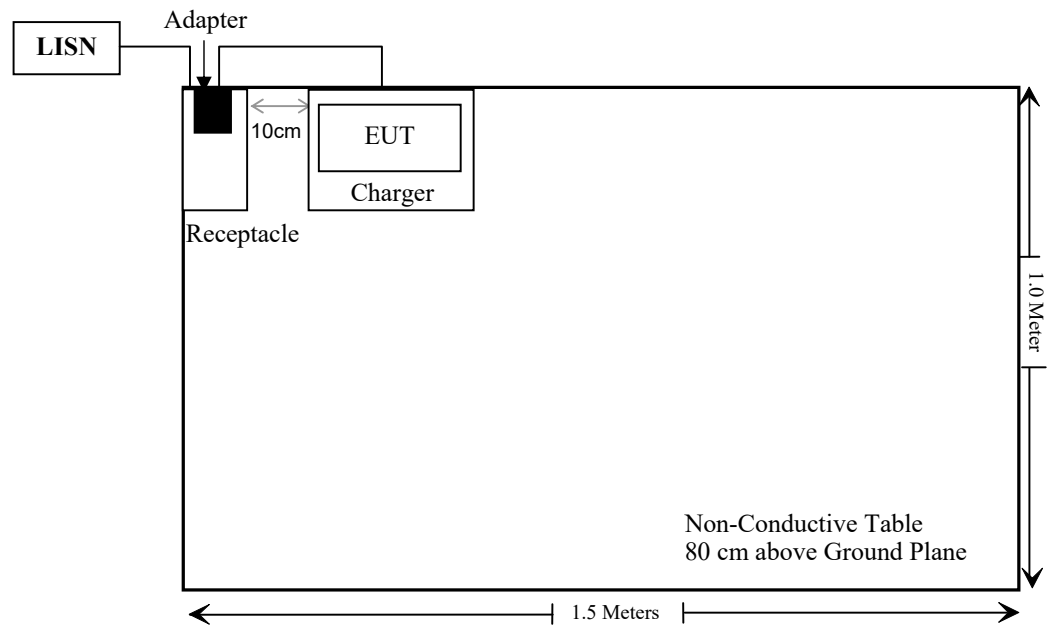 Adapter
LISN
10cm
EUT
Charger
Receptacle
1.0 Meter
Non-Conductive Table
80 cm above Ground Plane
1.5 Meters